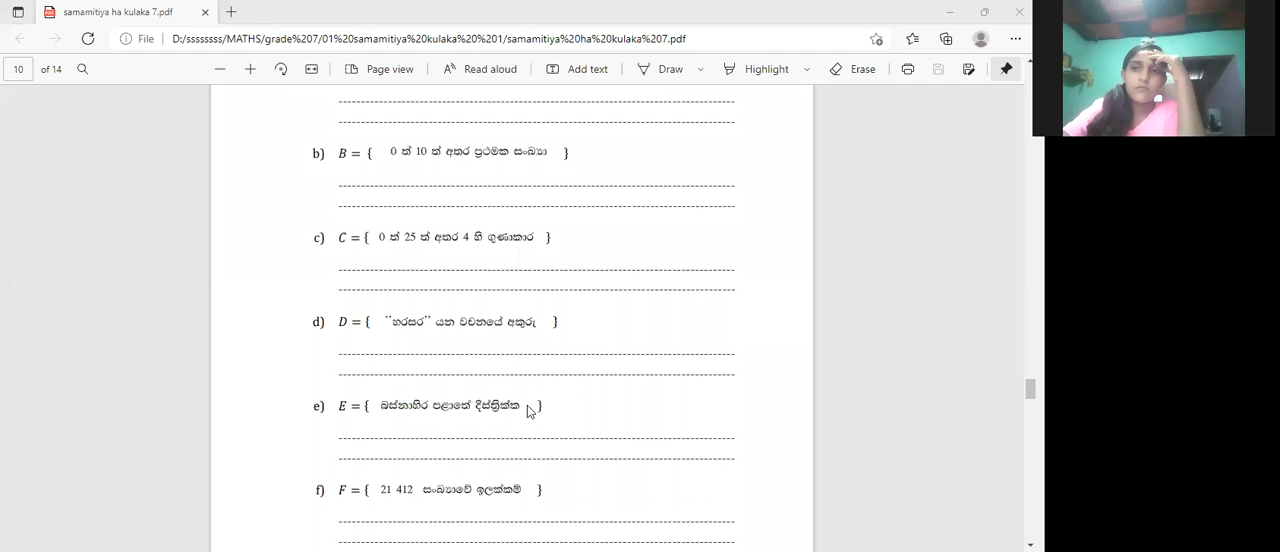 samamitiya ha kulaka 7.pdf
File D:/ssssssss/MATHS/grade%207/01%20samamitiya%20kulaka%20%201/samamitiya%20ha%20kulaka%207.pdf
10 of 14 Page view Read aloud Add text Draw Highlight Erase
b) B = { 0 ත් 10 ත් අතර ප්‍රථමක සංඛ්‍යා }
c) C = { 0 ත් 25 ත් අතර 4 හි ගුණාකාර }
d) D = { ''හරසර'' යන වචනයේ අකුරු }
e) E = { බස්නාහිර පළාතේ දිස්ත්‍රික්ක }
f) F = { 21 412 සංඛ්‍යාවේ ඉලක්කම් }